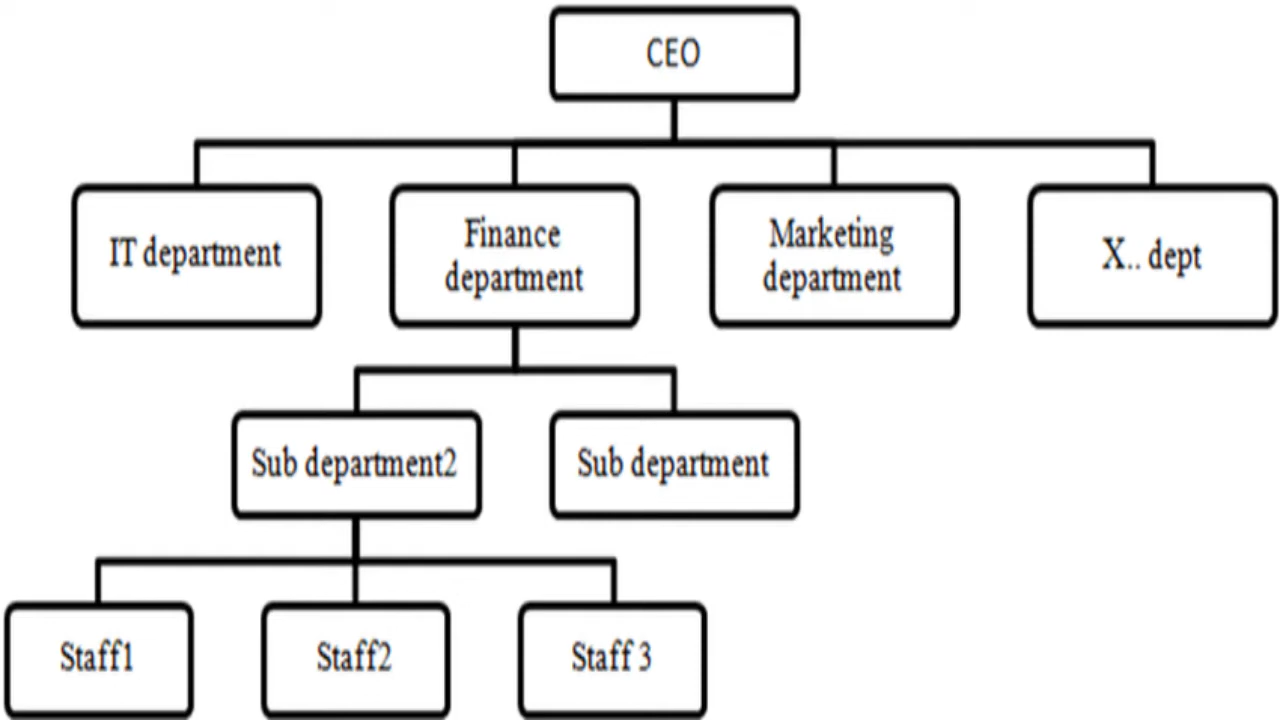 CEO
IT department
Finance
department
Marketing
department
X.. dept
Sub department2
Sub department
Staff1
Staff2
Staff 3